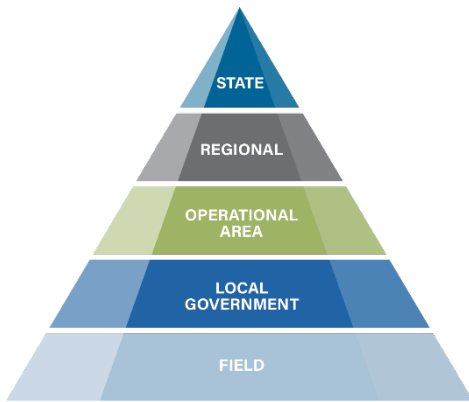 STATE
REGIONAL
OPERATIONAL
AREA
LOCAL
GOVERNMENT
FIELD